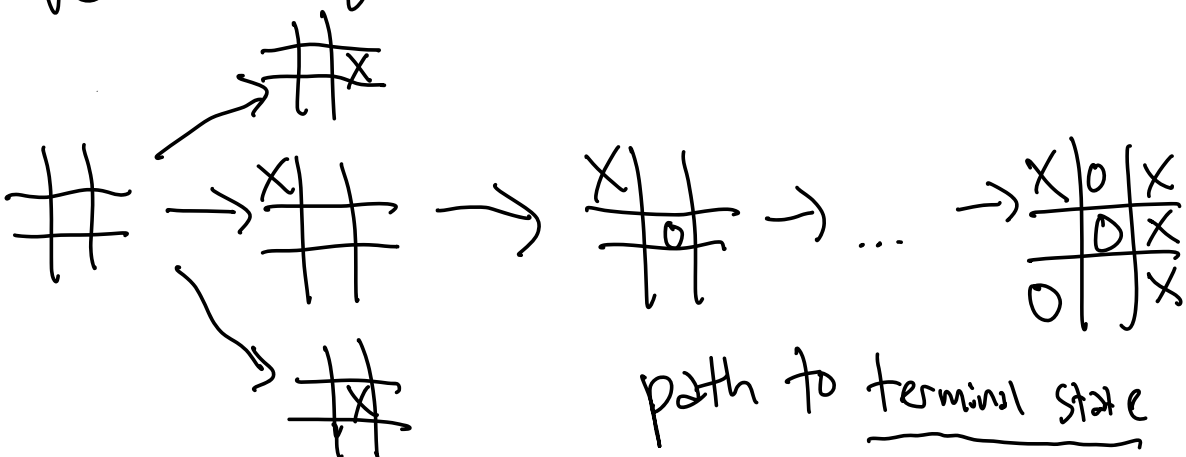 X
X
X
O
X O X
O X
O X
...
X
path to terminal state